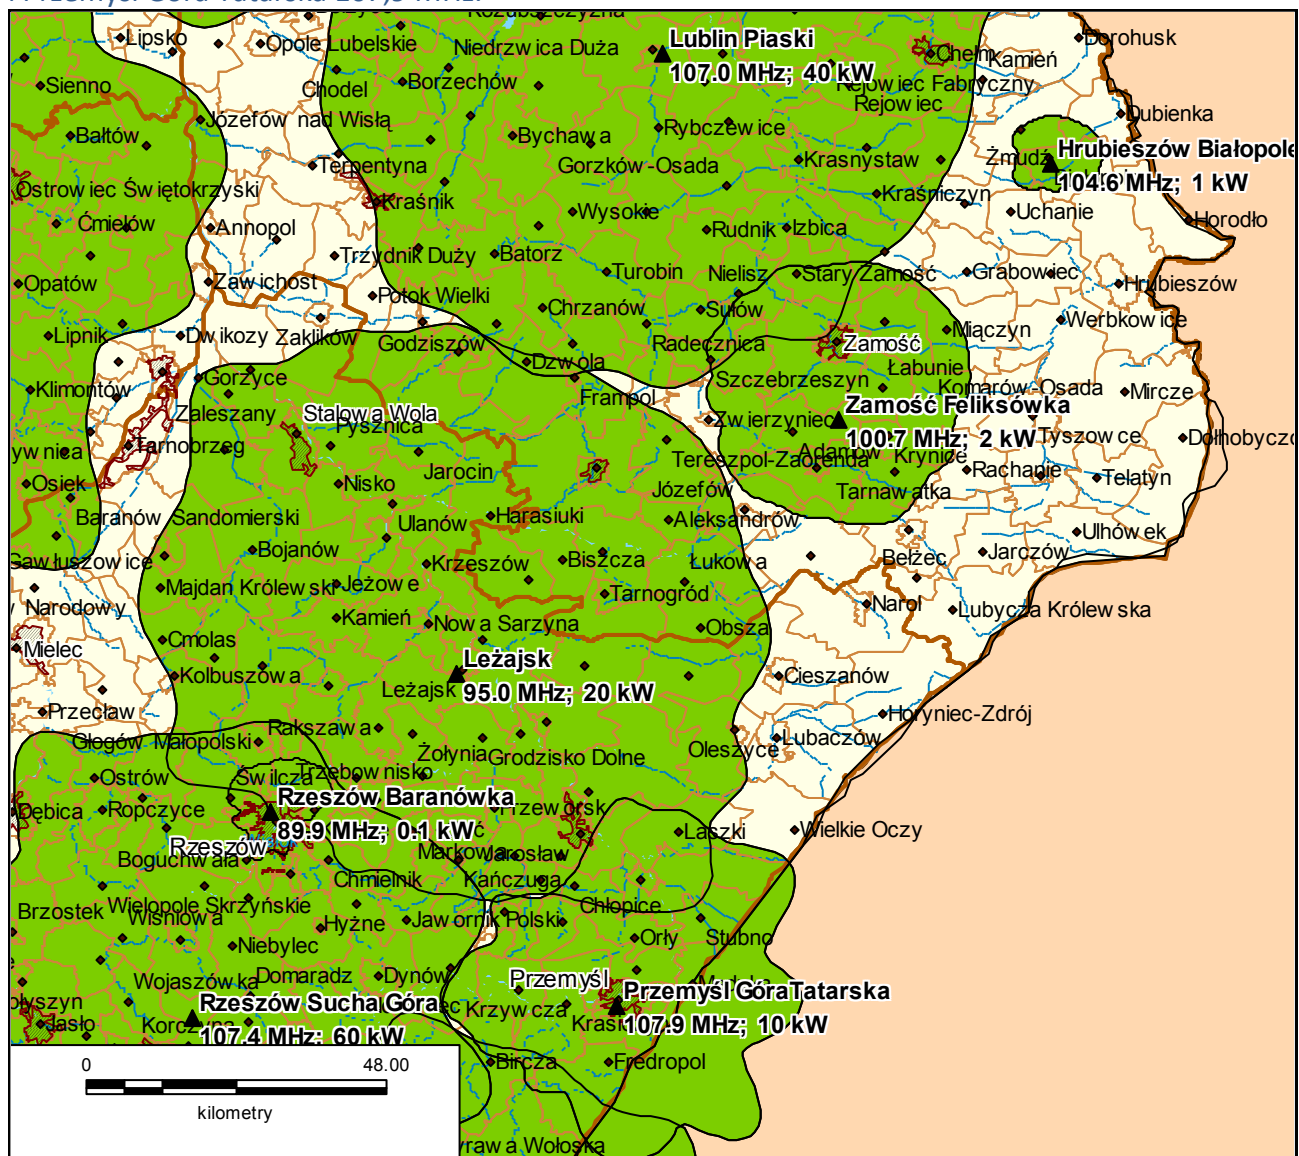 Przemyśl Góra Tatarska 107,9 MHz.
Lipsko
Opole Lubelskie
Niedrzwica Duża
Lublin Piaski
107.0 MHz; 40 kW
Chełm
Kamień
Dorohusk
Sienno
Chodel
Borzechów
Rejowiec Fabryczny
Rejowiec
Dubienka
Bałtów
Józefów nad Wisłą
Bychawa
Rybczewice
Tementyna
Gorzków-Osada
Krasnystaw
Żmudź
Hrubieszów Białopole
104.6 MHz; 1 kW
Ostrowiec Świętokrzyski
Kraśnik
Kraśniczyn
Ćmielów
Annopol
Wysokie
Rudnik
Izbica
Uchanie
Horodło
Trzydnik Duży
Batorz
Turobin
Nielisz
Stary Zamość
Grabowiec
Hrubieszów
Opatów
Zawichost
Potok Wielki
Chrzanów
Sułów
Werbkowice
Lipnik
Dwikozy
Zaklików
Godziszów
Radecznica
Zamość
Miączyn
Dzwola
Łabunie
Klimontów
Gorzyce
Frampol
Szczebrzeszyn
Komarów-Osada
Mircze
Zaleszany
Stalowa Wola
Pysznica
Zwierzyniec
Zamość Feliksówka
100.7 MHz; 2 kW
Tyszowce
Dołhobyczo
Tarnobrzeg
Adamów
Krynice
Rachanie
Telatyn
Osiek
Nisko
Jarocin
Tereszpol-Zaorenda
Józefów
Tarnawatka
Baranów Sandomierski
Ulanów
Harasiuki
Aleksandrów
Ulhówek
Gawłuszowice
Bojanów
Krzeszów
Biszcza
Łukowa
Bełżec
Jarczów
Majdan Królewski
Jeżowe
Tarnogród
Narol
Lubycza Królewska
Narodowy
Kamień
Nowa Sarzyna
Obsza
Mielec
Cmolas
Leżajsk
95.0 MHz; 20 kW
Leżajsk
Cieszanów
Kolbuszowa
Przecław
Rakszawa
Horyniec-Zdrój
Głogów Małopolski
Żołynia
Grodzisko Dolne
Oleszyce
Lubaczów
Ostrów
Świlcza
Trzebownisko
Dębica
Ropczyce
Rzeszów Baranówka
89.9 MHz; 0.1 kW
Przeworsk
Laszki
Wielkie Oczy
Rzeszów
Boguchwała
Markowa
Jarosław
Chmielnik
Kańczuga
Brzostek
Wielopole Skrzyńskie
Wiśniowa
Hyżne
Jawornik Polski
Chłopice
Niebylec
Orły
Stubno
Wojaszówka
Domaradz
Dynów
Przemyśl
Rzeszów Sucha Góra
107.4 MHz; 60 kW
Krzywcza
Przemyśl GóraTatarska
107.9 MHz; 10 kW
Jasło
Korczyna
Bircza
Fredropol
0
48.00
kilometry